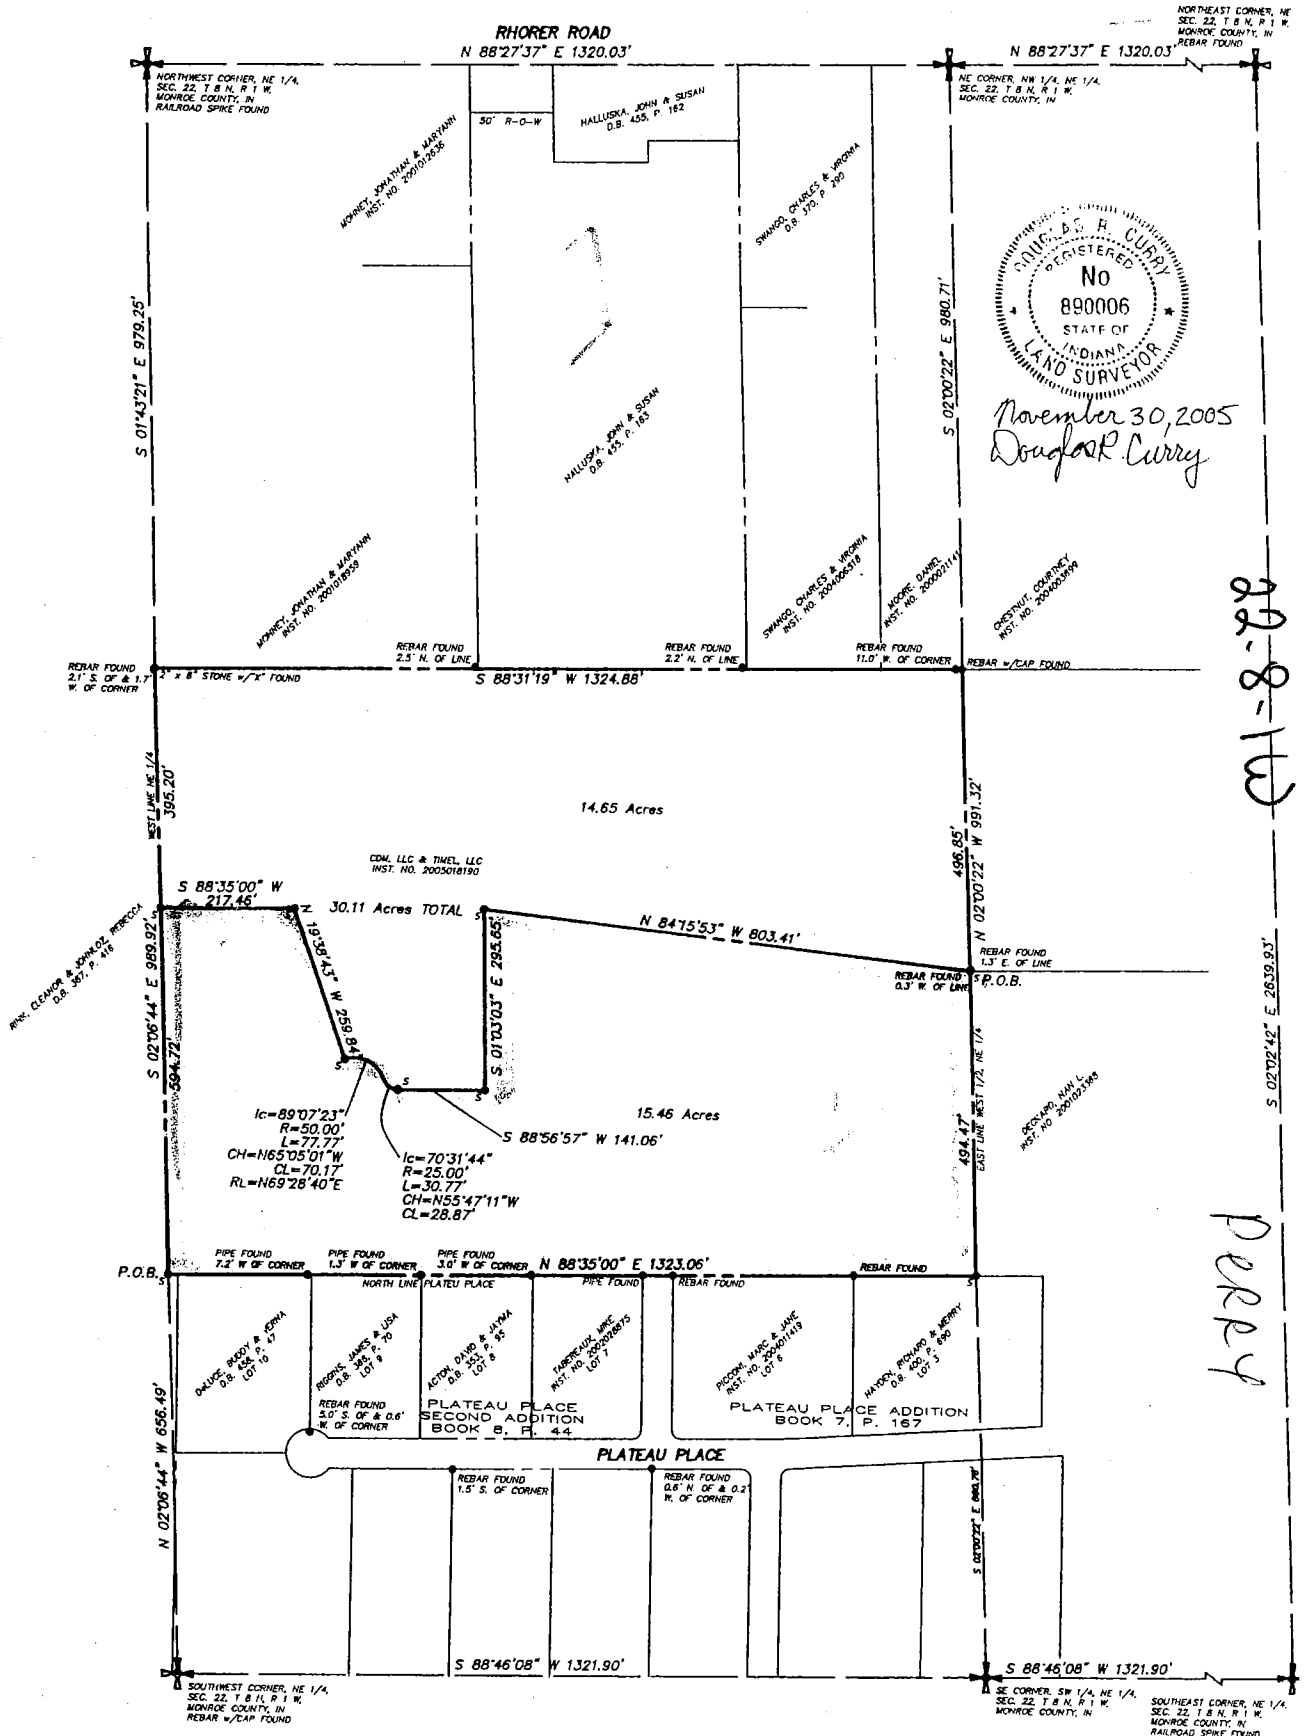 NORTHEAST CORNER, NE
SEC. 22, T 8 N, R 1 W,
MONROE COUNTY, IN
REBAR FOUND
RHORER ROAD
N 88°27'37" E 1320.03'
N 88°27'37" E 1320.03'
NORTHWEST CORNER, NE 1/4,
SEC. 22, T 8 N, R 1 W,
MONROE COUNTY, IN
RAILROAD SPIKE FOUND
NE CORNER, NW 1/4, NE 1/4,
SEC. 22, T 8 N, R 1 W,
MONROE COUNTY, IN
50' R-O-W
HALLUSKA, JOHN & SUSAN
D.B. 455, P. 162
MOHNEY, JONATHAN & MARYANN
INST. NO. 2001012636
SWANGO, CHARLES & VIRGINIA
D.B. 370, P. 290
DOUGLAS R. CURRY
REGISTERED
No
890006
STATE OF
INDIANA
LAND SURVEYOR
November 30, 2005
Douglas R. Curry
S 01°43'21" E 979.25'
S 02°00'22" E 980.71'
HALLUSKA, JOHN & SUSAN
D.B. 455, P. 163
MOHNEY, JONATHAN & MARYANN
INST. NO. 2001018959
SWANGO, CHARLES & VIRGINIA
INST. NO. 2004006518
MOORE, DANIEL
INST. NO. 2000021141
CHESTNUT, COURTNEY
INST. NO. 2004003899
22-8-1W
REBAR FOUND
2.1' S. OF & 1.7'
W. OF CORNER
2" x 8" STONE w/"X" FOUND
REBAR FOUND
2.5' N. OF LINE
REBAR FOUND
2.2' N. OF LINE
REBAR FOUND
11.0' W. OF CORNER
REBAR w/CAP FOUND
S 88°31'19" W 1324.88'
WEST LINE NE 1/4
395.20'
14.65 Acres
496.85'
N 02°00'22" W 991.32'
CDM, LLC & TIMEL, LLC
INST. NO. 2005018190
S 88°35'00" W
217.46'
30.11 Acres TOTAL
N 84°15'53" W 803.41'
RINK, ELEANOR & JOHNLOZ, REBECCA
D.B. 387, P. 416
N 19°38'43" W 259.84'
S 01°03'03" E 295.65'
REBAR FOUND
1.3' E. OF LINE
REBAR FOUND
0.3' W. OF LINE
P.O.B.
S 02°06'44" E 989.92'
594.72'
S 02°02'42" E 2639.93'
Ic=89°07'23"
R=50.00'
L=77.77'
CH=N65°05'01"W
CL=70.17'
RL=N69°28'40"E
Ic=70°31'44"
R=25.00'
L=30.77'
CH=N55°47'11"W
CL=28.87'
S 88°56'57" W 141.06'
15.46 Acres
494.47'
EAST LINE WEST 1/2, NE 1/4
DECKARD, NAN L.
INST. NO 2001023368
PERRY
P.O.B.
PIPE FOUND
7.2' W OF CORNER
PIPE FOUND
1.3' W OF CORNER
PIPE FOUND
3.0' W OF CORNER
N 88°35'00" E 1323.06'
NORTH LINE PLATEU PLACE
PIPE FOUND
REBAR FOUND
REBAR FOUND
DeLUCE, BUDDY & VERNA
D.B. 458, P. 47
LOT 10
RIGGINS, JAMES & LISA
D.B. 388, P. 70
LOT 9
ACTON, DAVID & JAYMA
D.B. 353, P. 95
LOT 8
TABEREAUX, MIKE
INST. NO. 2002028875
LOT 7
PICCONI, MARC & JANE
INST. NO. 2004011419
LOT 6
HAYDEN, RICHARD & MERRY
D.B. 400, P. 690
LOT 5
REBAR FOUND
5.0' S. OF & 0.6'
W. OF CORNER
PLATEAU PLACE
SECOND ADDITION
BOOK 8, P. 44
PLATEAU PLACE ADDITION
BOOK 7, P. 167
N 02°06'44" W 656.49'
PLATEAU PLACE
REBAR FOUND
1.5' S. OF CORNER
REBAR FOUND
0.6' N. OF & 0.2'
W. OF CORNER
S 88°46'08" W 1321.90'
S 88°46'08" W 1321.90'
SOUTHWEST CORNER, NE 1/4,
SEC. 22, T 8 N, R 1 W,
MONROE COUNTY, IN
REBAR w/CAP FOUND
SE CORNER, SW 1/4, NE 1/4,
SEC. 22, T 8 N, R 1 W,
MONROE COUNTY, IN
SOUTHEAST CORNER, NE 1/4,
SEC. 22, T 8 N, R 1 W,
MONROE COUNTY, IN
RAILROAD SPIKE FOUND